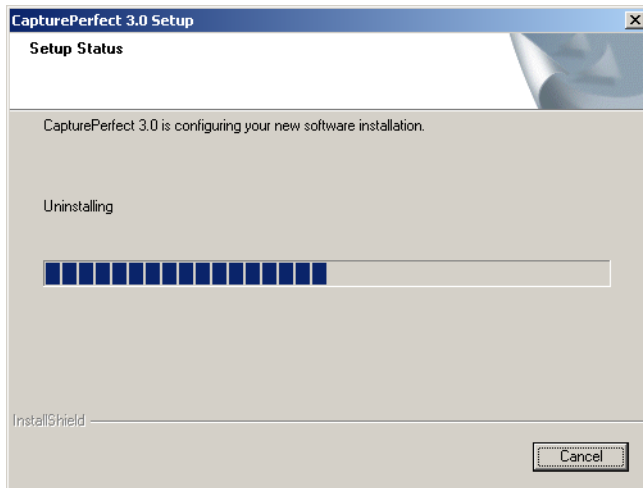 CapturePerfect 3.0 Setup
Setup Status
CapturePerfect 3.0 is configuring your new software installation.
Uninstalling
InstallShield
Cancel